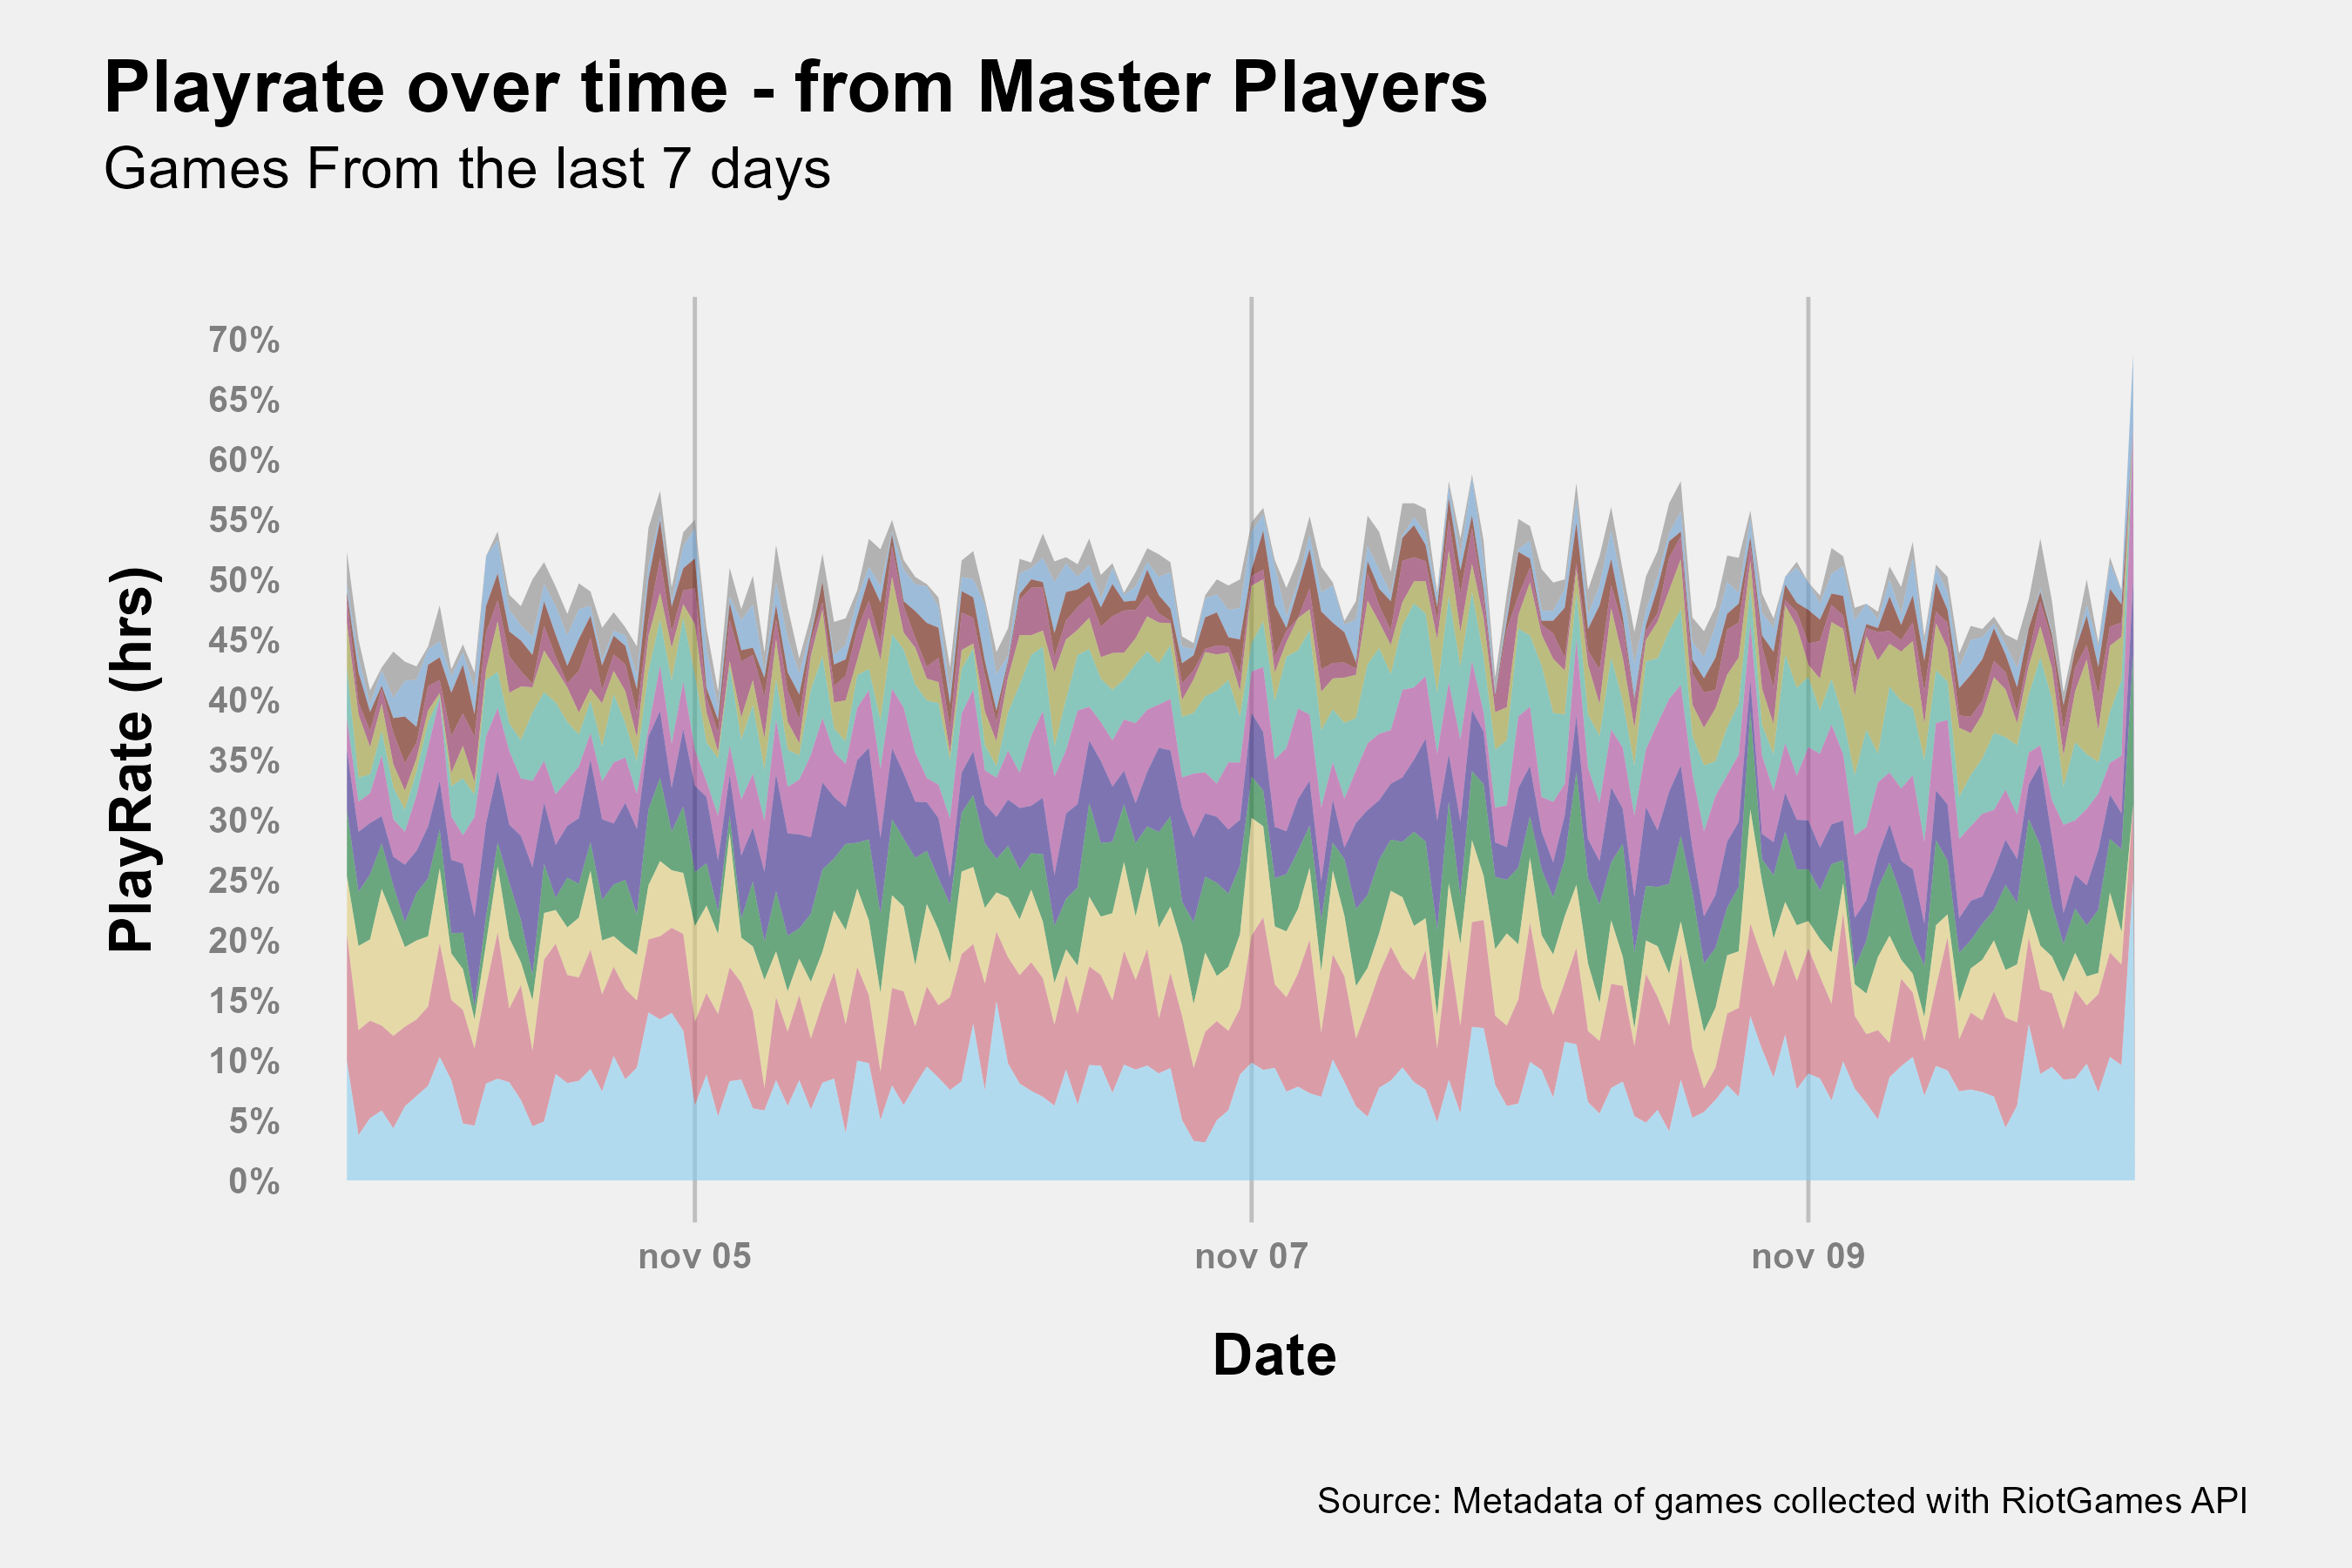 Playrate over time - from Master Players
Games From the last 7 days
PlayRate (hrs)
70%
65%
60%
55%
50%
45%
40%
35%
30%
25%
20%
15%
10%
5%
0%
nov 05
nov 07
nov 09
Date
Source: Metadata of games collected with RiotGames API